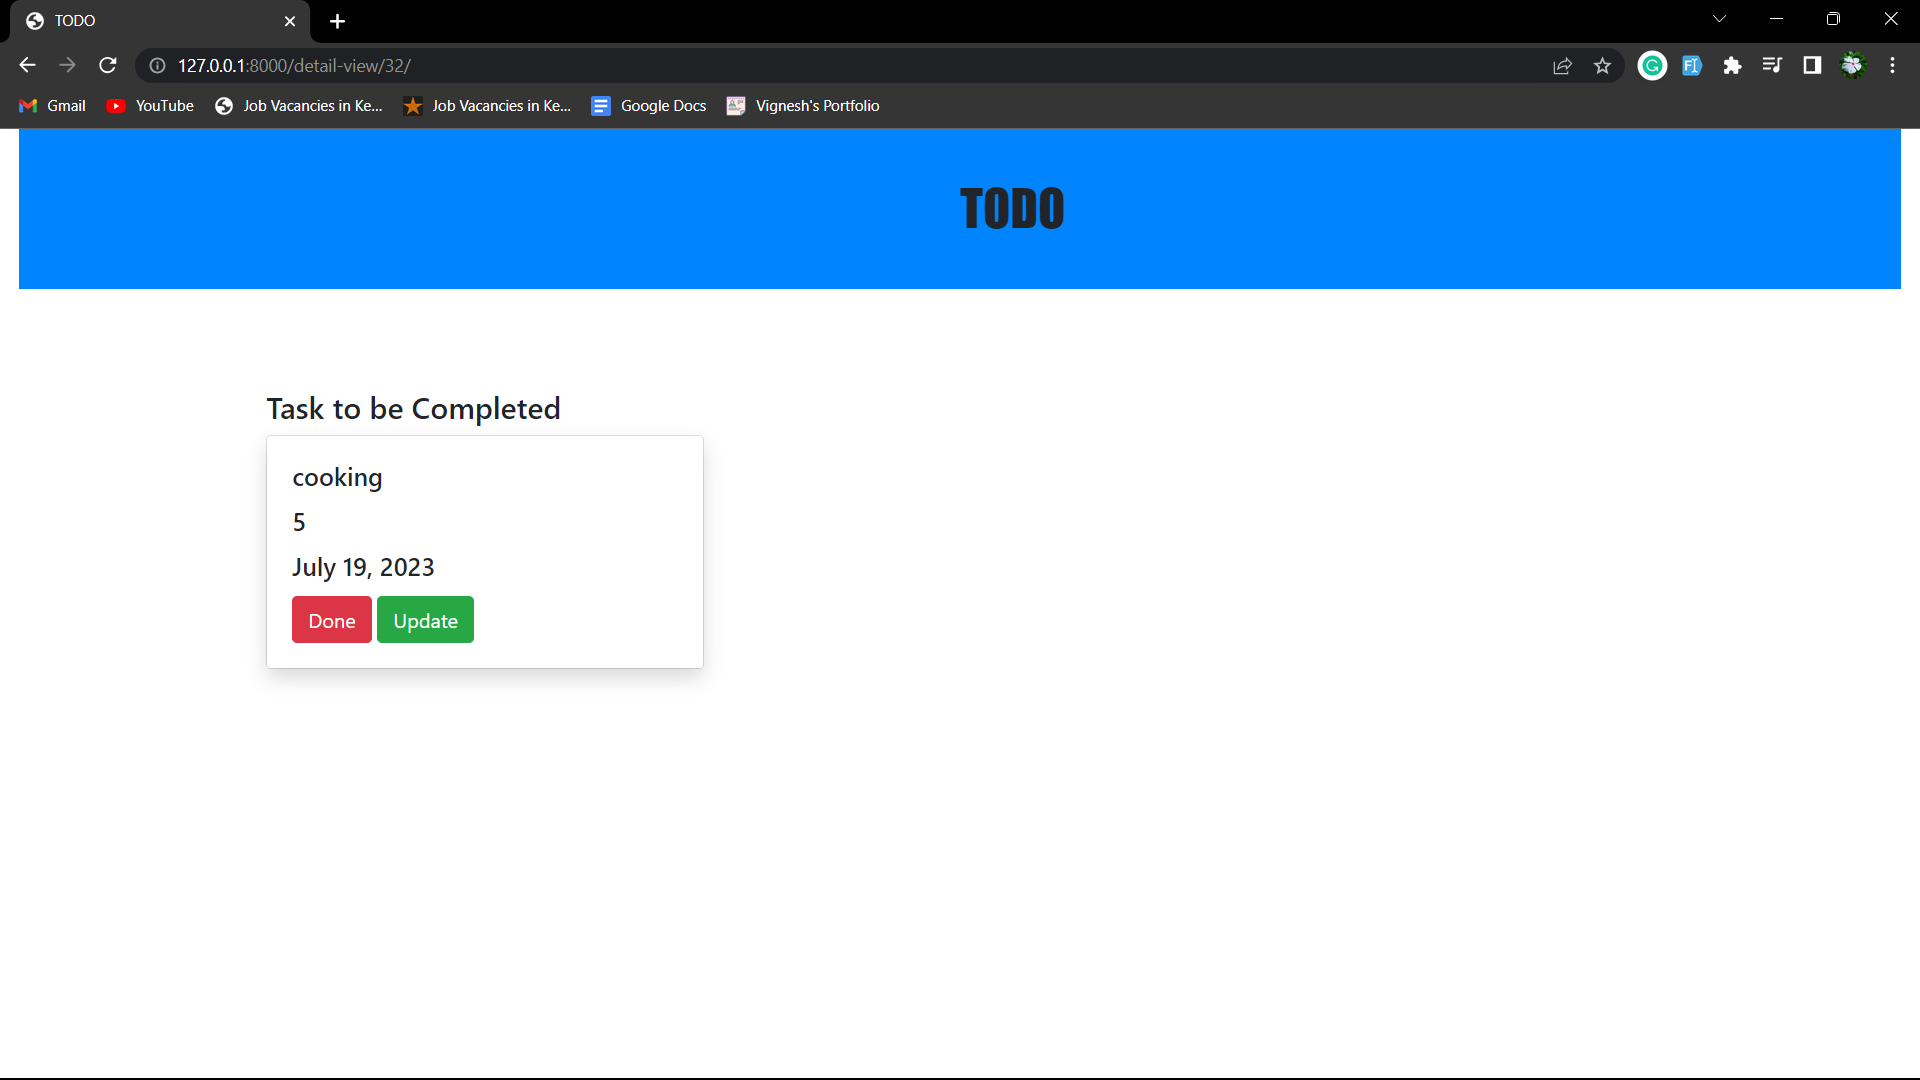 TODO
127.0.0.1:8000/detail-view/32/
Gmail YouTube Job Vacancies in Ke... Job Vacancies in Ke... Google Docs Vignesh's Portfolio
TODO
Task to be Completed
cooking
5
July 19, 2023
Done Update